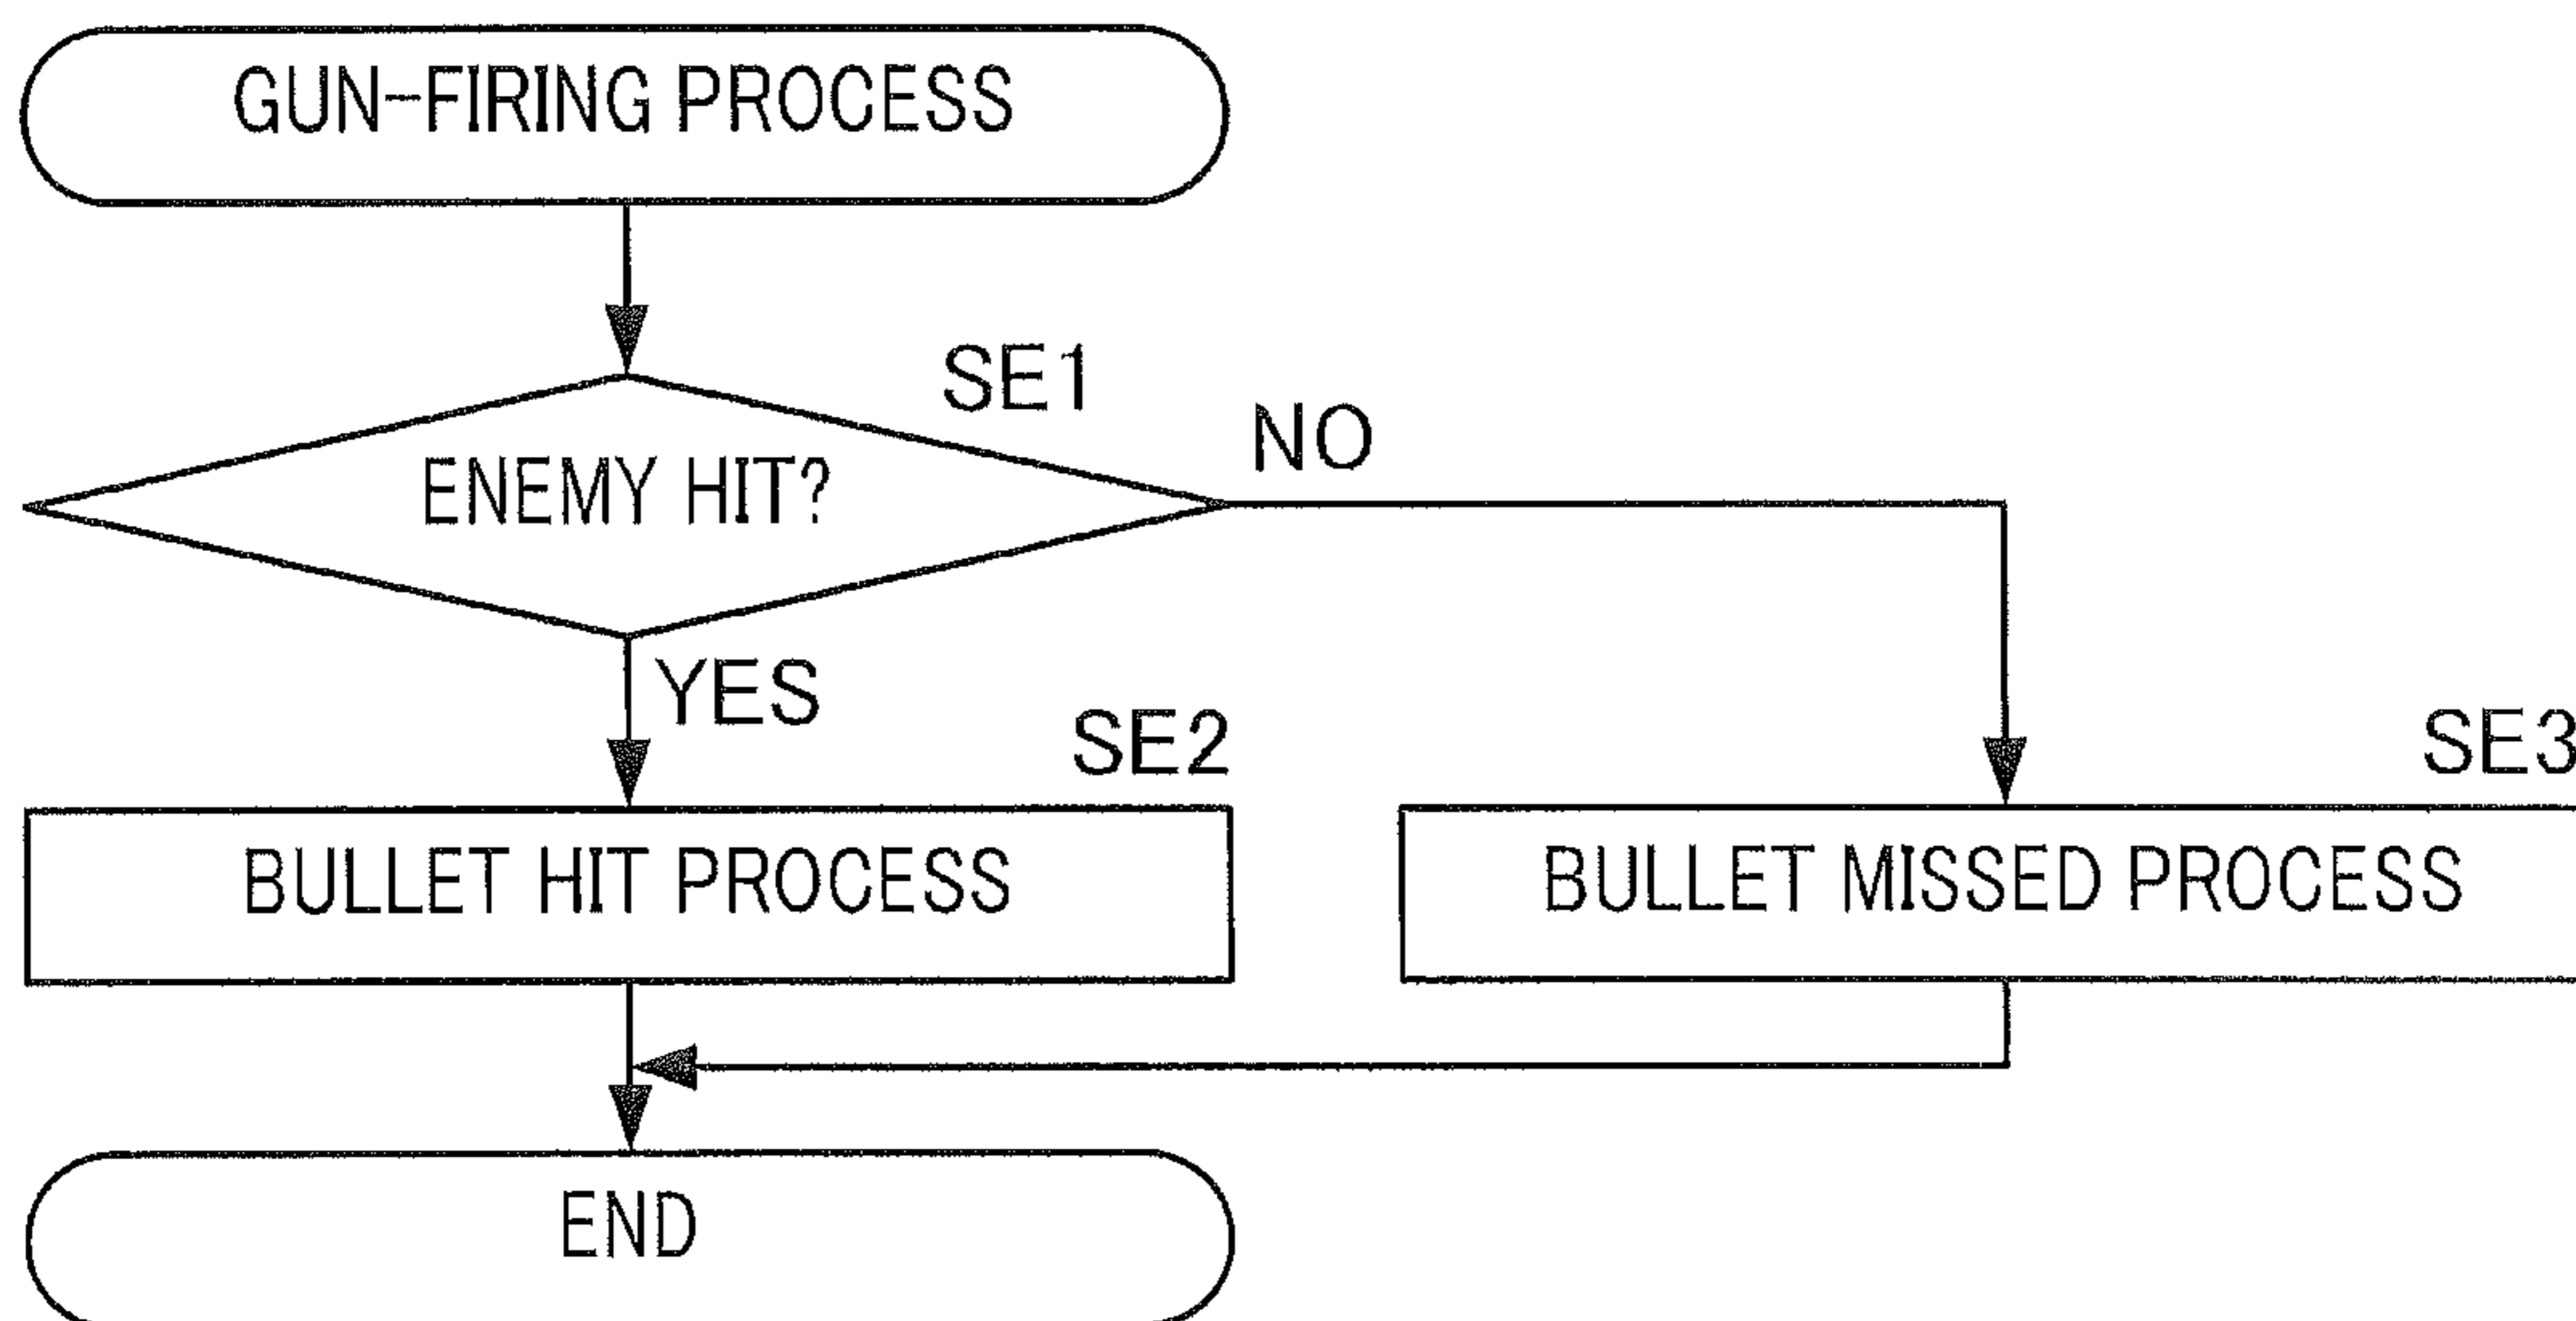 GUN-FIRING PROCESS
SE1
NO
ENEMY HIT?
YES
SE2
SE3
BULLET HIT PROCESS
BULLET MISSED PROCESS
END